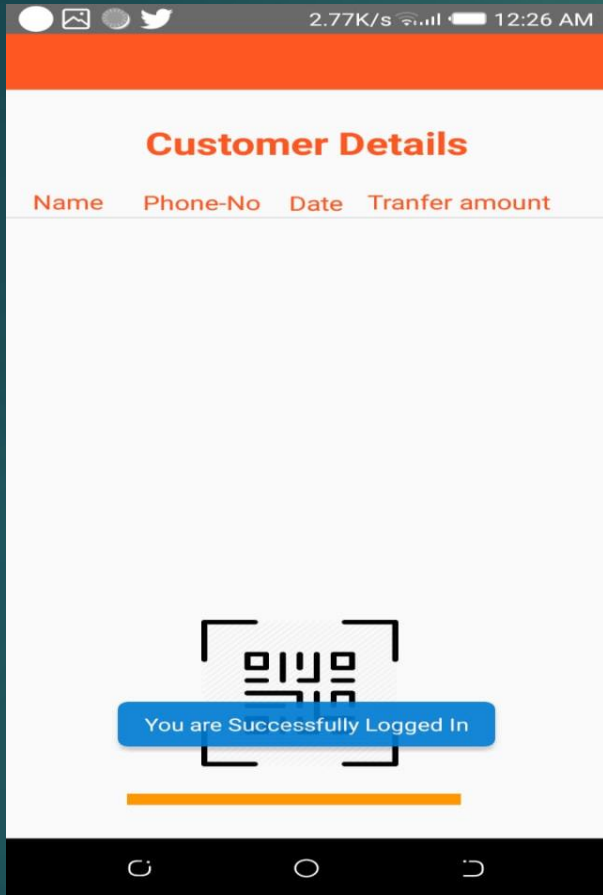 2.77K/s 12:26 AM
Customer Details
Name Phone-No Date Tranfer amount
You are Successfully Logged In